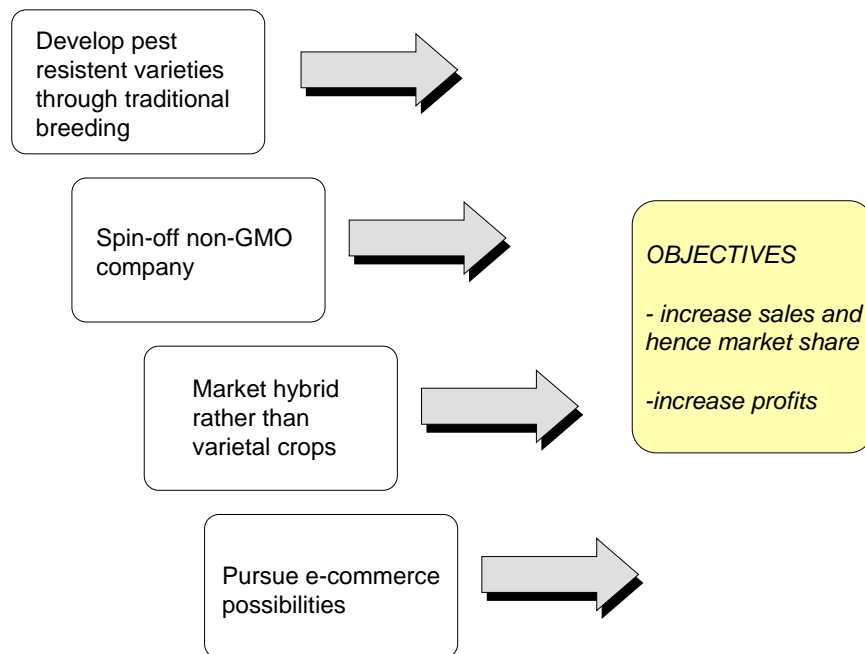 Develop pest
resistent varieties
through traditional
breeding
Spin-off non-GMO
company
OBJECTIVES
- increase sales and
hence market share
-increase profits
Market hybrid
rather than
varietal crops
Pursue e-commerce
possibilities